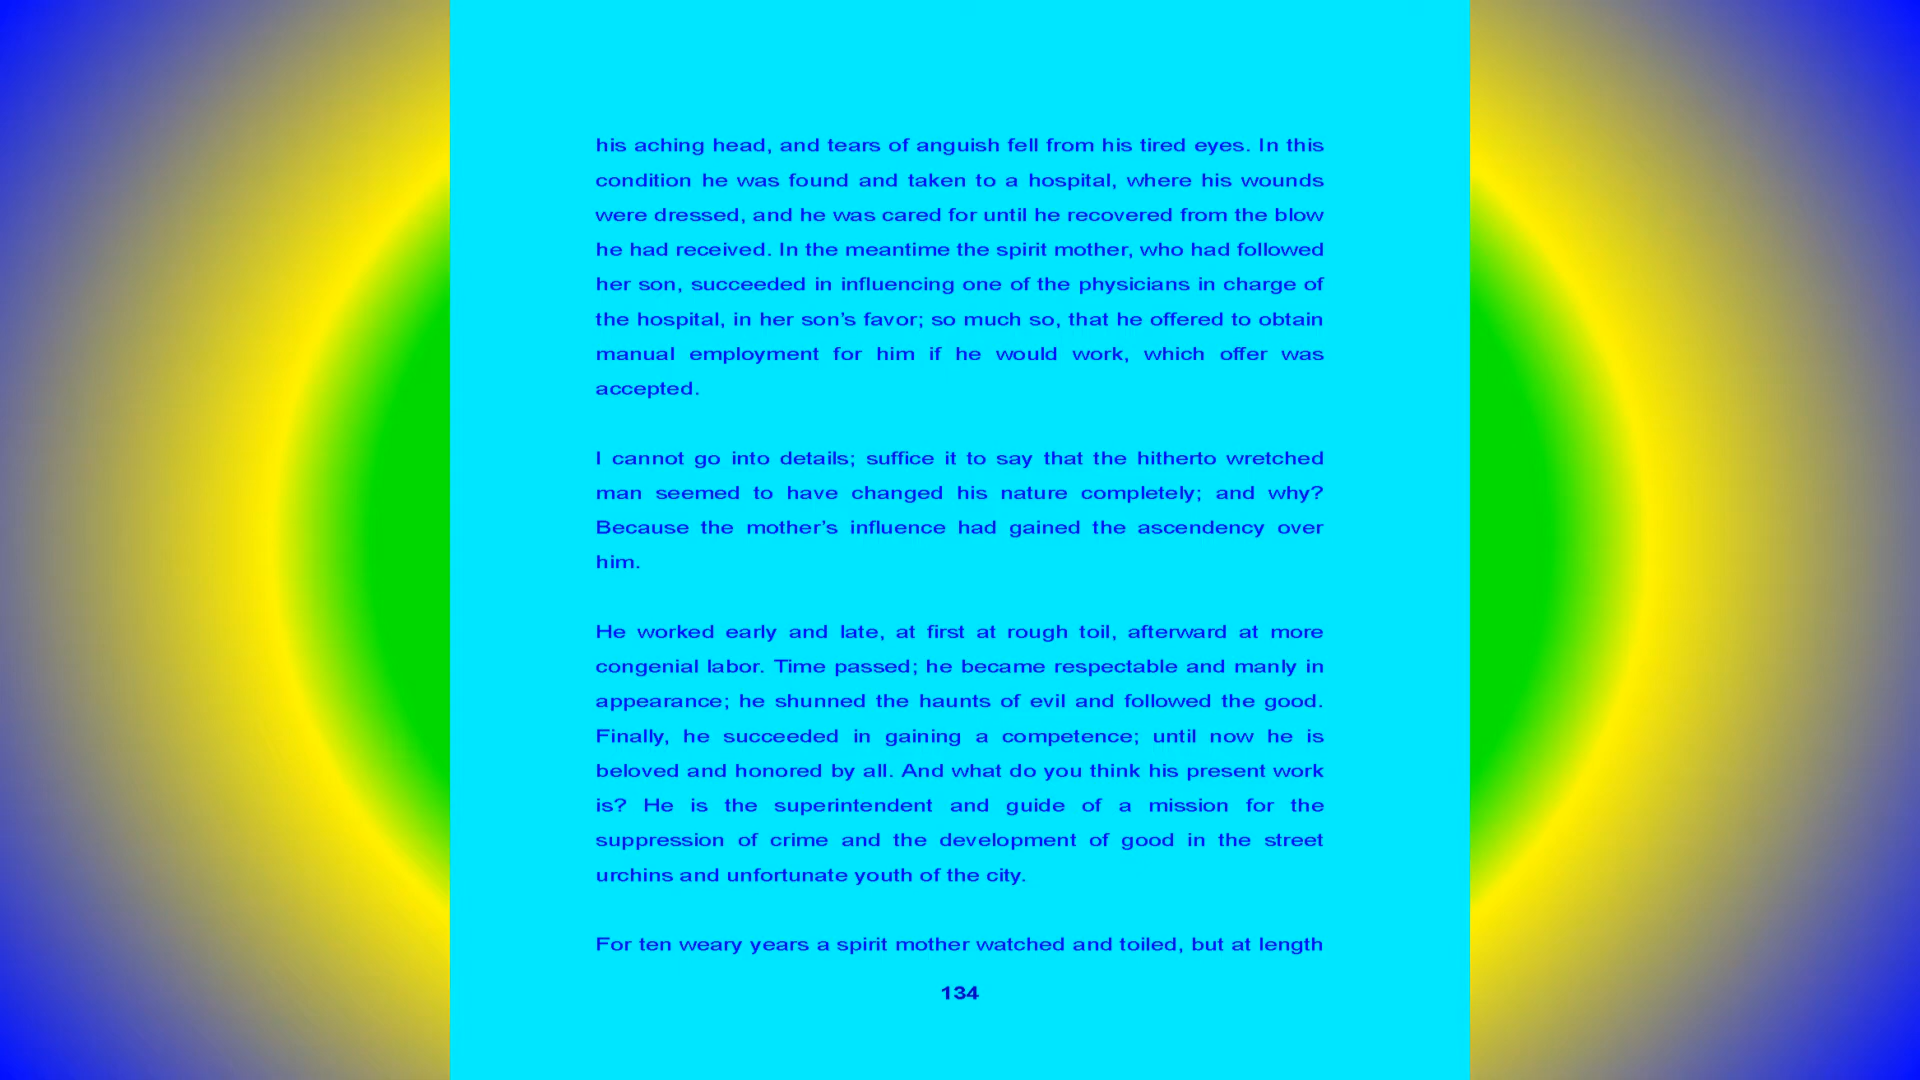 his aching head, and tears of anguish fell from his tired eyes. In this
condition he was found and taken to a hospital, where his wounds
were dressed, and he was cared for until he recovered from the blow
he had received. In the meantime the spirit mother, who had followed
her son, succeeded in influencing one of the physicians in charge of
the hospital, in her son’s favor; so much so, that he offered to obtain
manual employment for him if he would work, which offer was
accepted.
I cannot go into details; suffice it to say that the hitherto wretched
man seemed to have changed his nature completely; and why?
Because the mother’s influence had gained the ascendency over
him.
He worked early and late, at first at rough toil, afterward at more
congenial labor. Time passed; he became respectable and manly in
appearance; he shunned the haunts of evil and followed the good.
Finally, he succeeded in gaining a competence; until now he is
beloved and honored by all. And what do you think his present work
is? He is the superintendent and guide of a mission for the
suppression of crime and the development of good in the street
urchins and unfortunate youth of the city.
For ten weary years a spirit mother watched and toiled, but at length
134